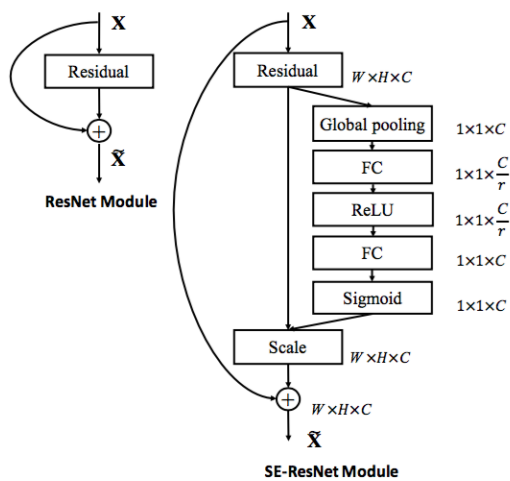 X
Residual
+
X̃
ResNet Module
X
Residual
W×H×C
Global pooling
1×1×C
FC
1×1×C/r
ReLU
1×1×C/r
FC
1×1×C
Sigmoid
1×1×C
Scale
W×H×C
+
W×H×C
X̃
SE-ResNet Module